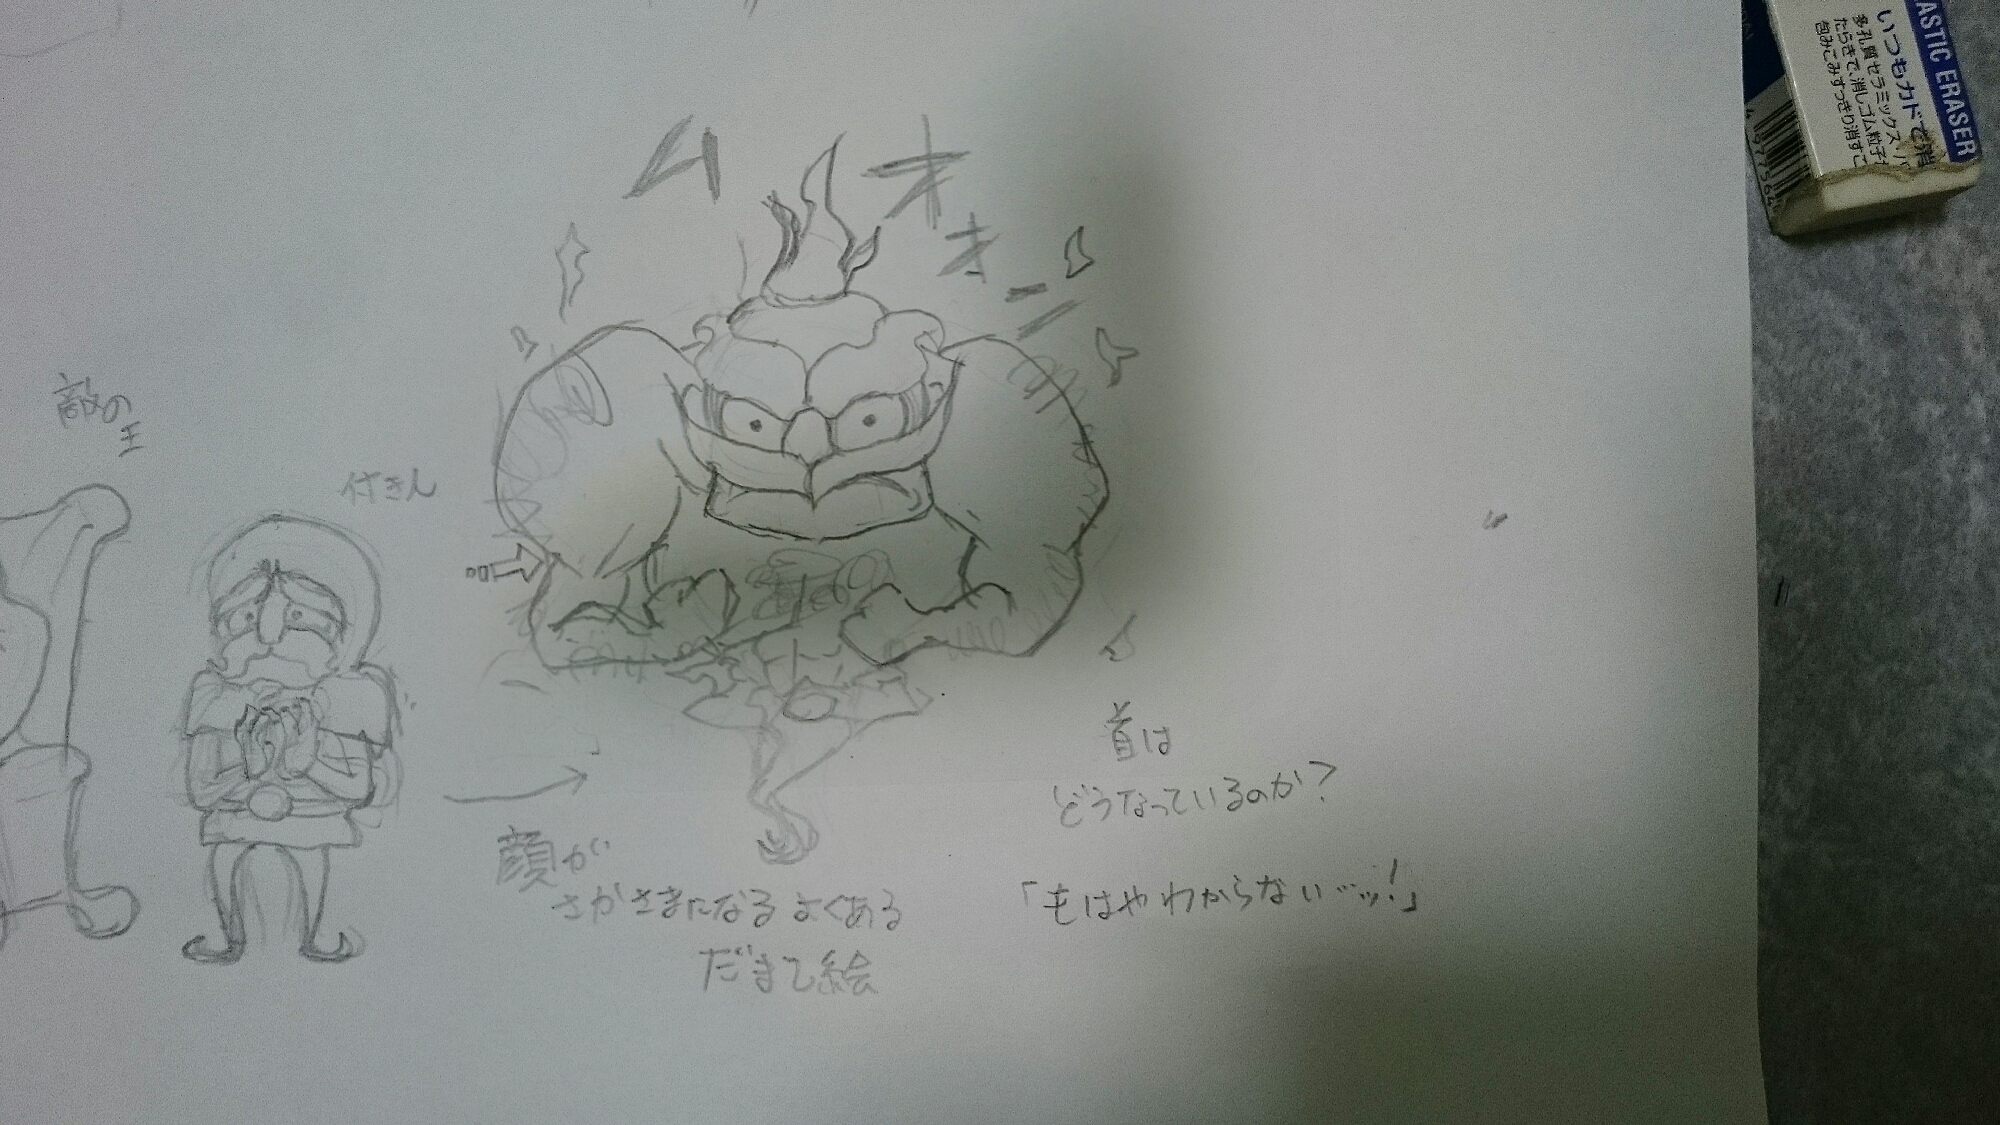 ムオオニ
敵の
王
付きん
顔が
さかさまになるよくある
だまし絵
首は
どうなっているのか?
「もはやわからない…ッ!」
ASTIC ERASER
いつもカドで消
多孔質セラミックス・パ
たらきで、消しゴム粒子
包みこみすっきり消すこ
4 977564